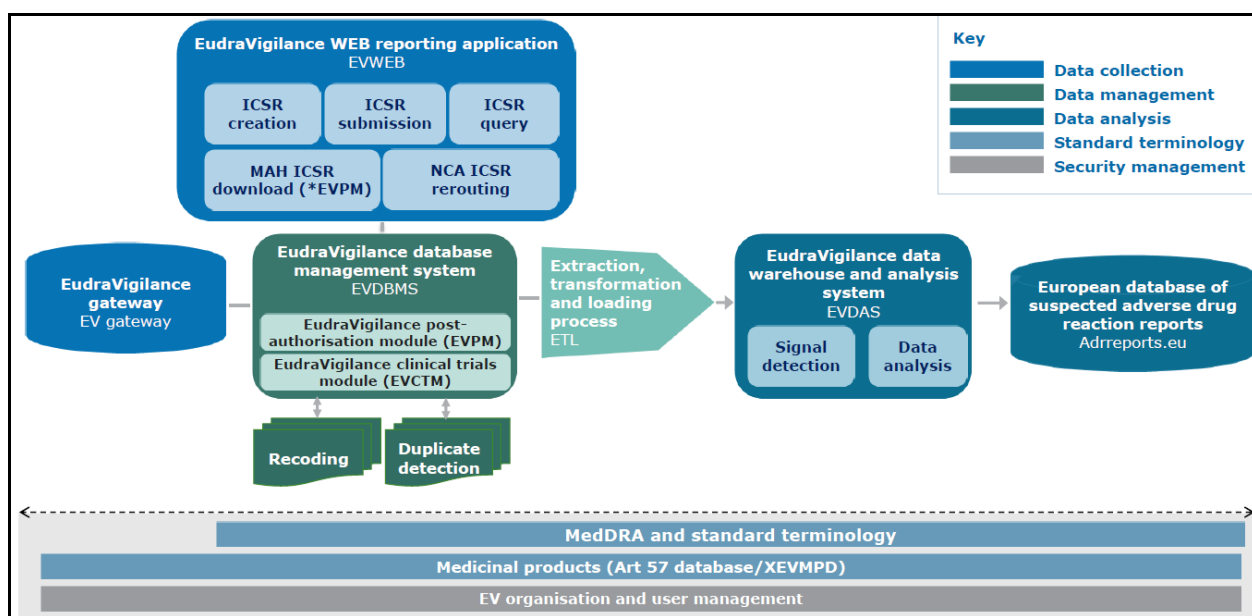 EudraVigilance WEB reporting application
EVWEB
ICSR
creation
ICSR
submission
ICSR
query
MAH ICSR
download (*EVPM)
NCA ICSR
rerouting
Key
Data collection
Data management
Data analysis
Standard terminology
Security management
EudraVigilance
gateway
EV gateway
EudraVigilance database
management system
EVDBMS
EudraVigilance post-
authorisation module (EVPM)
EudraVigilance clinical trials
module (EVCTM)
Recoding
Duplicate
detection
Extraction,
transformation
and loading
process
ETL
EudraVigilance data
warehouse and analysis
system
EVDAS
Signal
detection
Data
analysis
European database of
suspected adverse drug
reaction reports
Adrreports.eu
MedDRA and standard terminology
Medicinal products (Art 57 database/XEVMPD)
EV organisation and user management